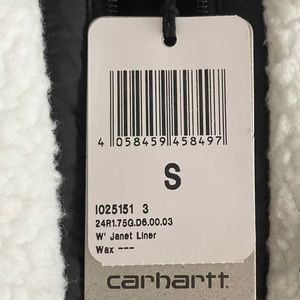 4 058459 458497
S
I025151 3
24R1.75G.D6.00.03
W' Janet Liner
Wax ---
carhartt